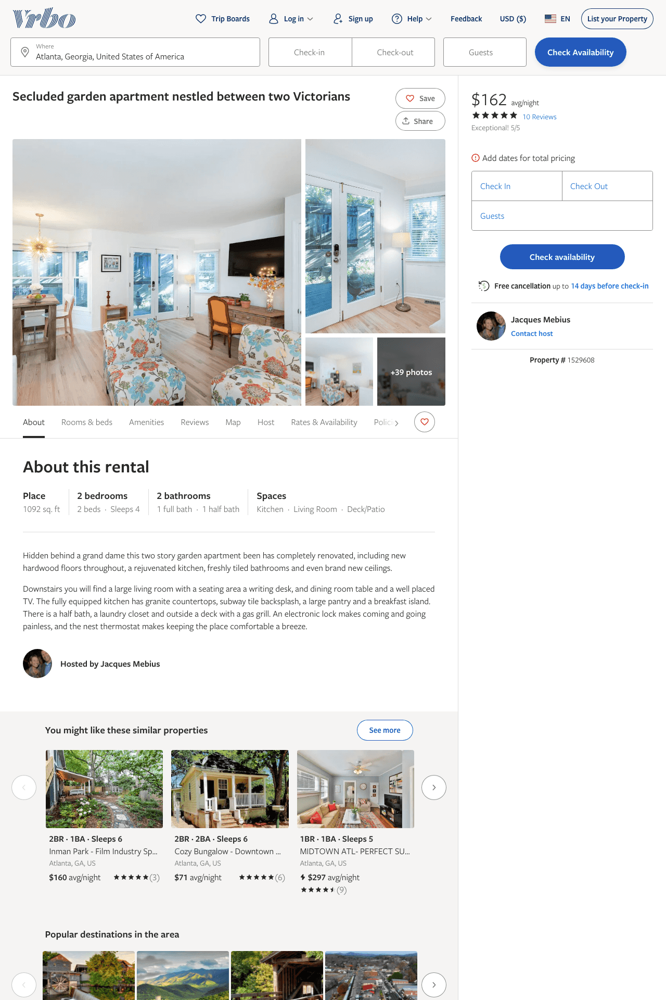 Vrbo
Trip Boards
Log in
Sign up
Help
Feedback
USD ($)
EN
List your Property
Where
Atlanta, Georgia, United States of America
Check-in
Check-out
Guests
Check Availability
Secluded garden apartment nestled between two Victorians
Save
Share
+39 photos
$162 avg/night
10 Reviews
Exceptional! 5/5
Add dates for total pricing
Check In
Check Out
Guests
Check availability
Free cancellation up to 14 days before check-in
Jacques Mebius
Contact host
Property # 1529608
About
Rooms & beds
Amenities
Reviews
Map
Host
Rates & Availability
Polici
About this rental
Place
1092 sq. ft
2 bedrooms
2 beds · Sleeps 4
2 bathrooms
1 full bath · 1 half bath
Spaces
Kitchen · Living Room · Deck/Patio
Hidden behind a grand dame this two story garden apartment been has completely renovated, including new
hardwood floors throughout, a rejuvenated kitchen, freshly tiled bathrooms and even brand new ceilings.
Downstairs you will find a large living room with a seating area a writing desk, and dining room table and a well placed
TV. The fully equipped kitchen has granite countertops, subway tile backsplash, a large pantry and a breakfast island.
There is a half bath, a laundry closet and outside a deck with a gas grill. An electronic lock makes coming and going
painless, and the nest thermostat makes keeping the place comfortable a breeze.
Hosted by Jacques Mebius
You might like these similar properties
See more
2BR · 1BA · Sleeps 6
Inman Park - Film Industry Sp...
Atlanta, GA, US
$160 avg/night
(3)
2BR · 2BA · Sleeps 6
Cozy Bungalow - Downtown ...
Atlanta, GA, US
$71 avg/night
(6)
1BR · 1BA · Sleeps 5
MIDTOWN ATL- PERFECT SU...
Atlanta, GA, US
$297 avg/night
(9)
Popular destinations in the area